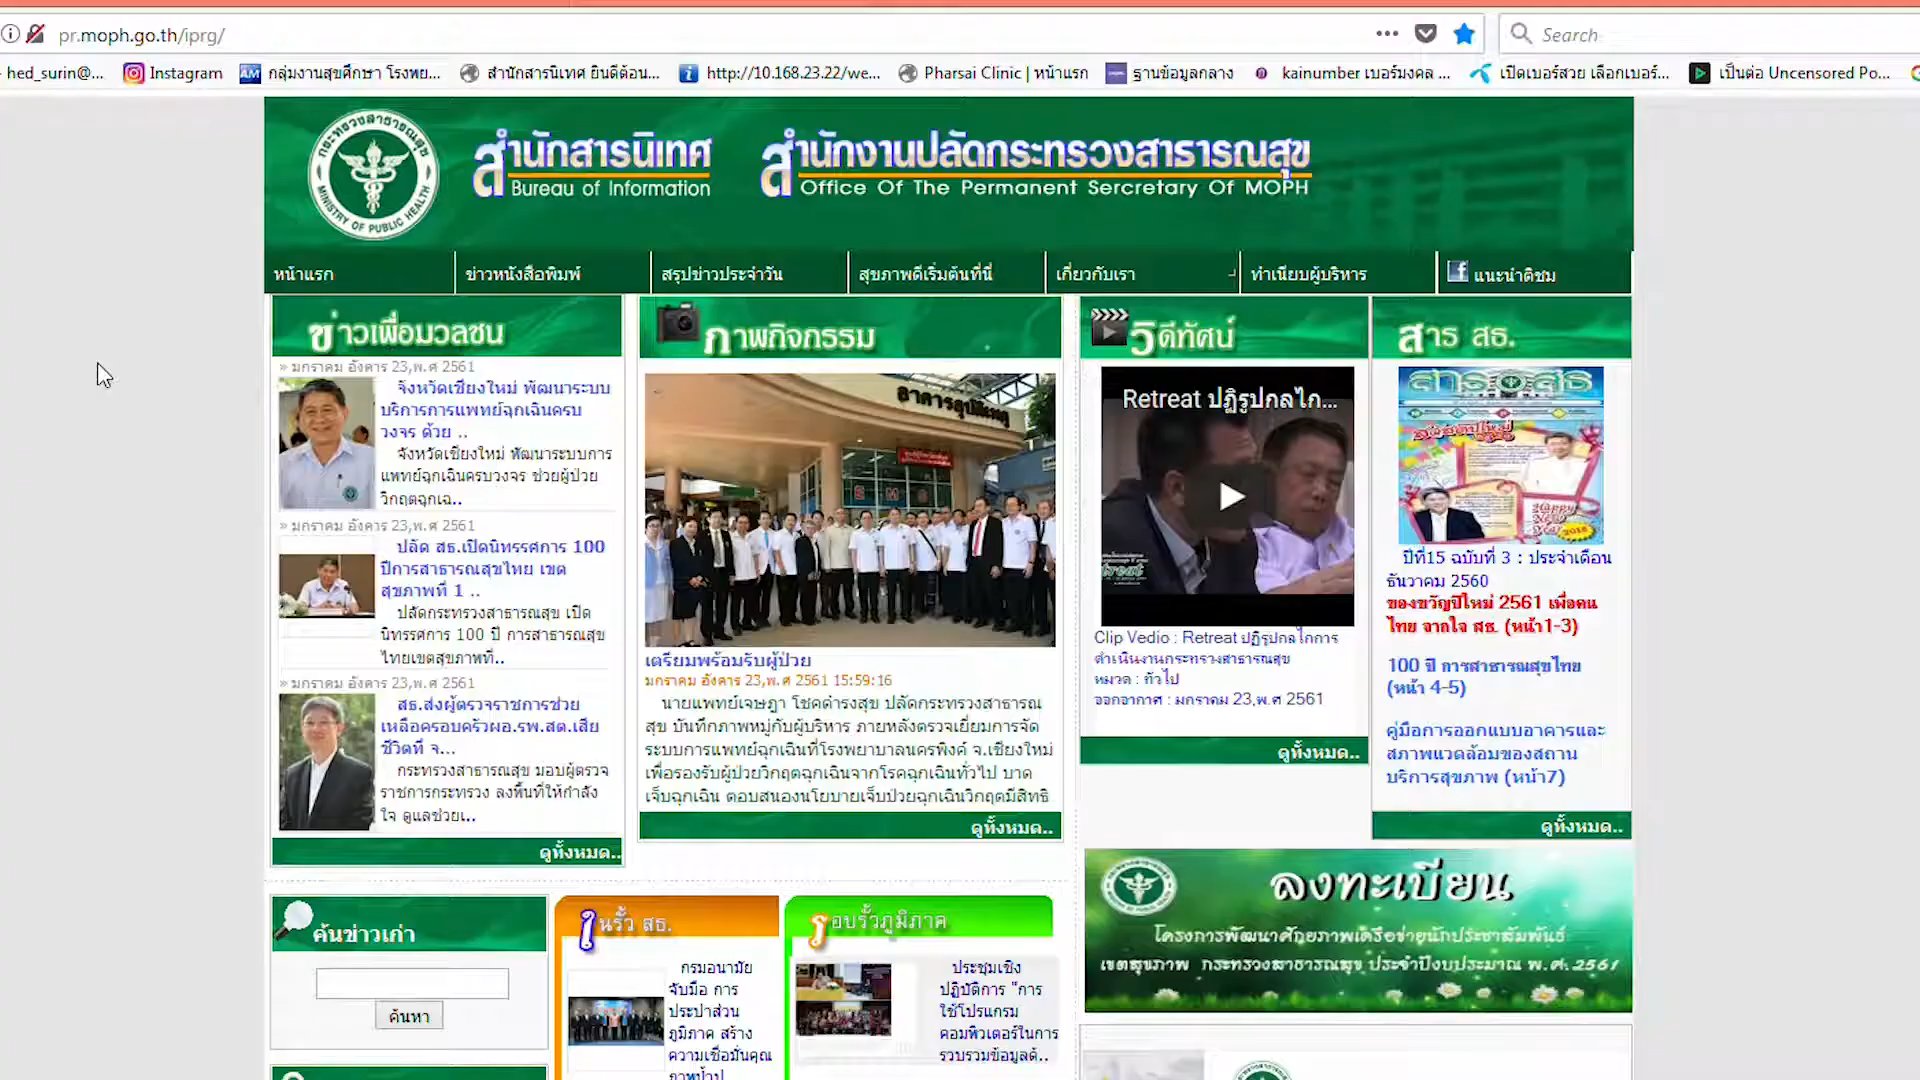 pr.moph.go.th/iprg/
Search
hed_surin@...
Instagram
กลุ่มงานสุขศึกษา โรงพย...
สำนักสารนิเทศ ยินดีต้อน...
http://10.168.23.22/we...
Pharsai Clinic | หน้าแรก
ฐานข้อมูลกลาง
kainumber เบอร์มงคล ...
เปิดเบอร์สวย เลือกเบอร์...
เป็นต่อ Uncensored Po...
กระทรวงสาธารณสุข
MINISTRY OF PUBLIC HEALTH
สำนักสารนิเทศ
Bureau of Information
สำนักงานปลัดกระทรวงสาธารณสุข
Office Of The Permanent Sercretary Of MOPH
หน้าแรก
ข่าวหนังสือพิมพ์
สรุปข่าวประจำวัน
สุขภาพดีเริ่มต้นที่นี่
เกี่ยวกับเรา
ทำเนียบผู้บริหาร
แนะนำติชม
ข่าวเพื่อมวลชน
» มกราคม อังคาร 23,พ.ศ 2561
จังหวัดเชียงใหม่ พัฒนาระบบ
บริการการแพทย์ฉุกเฉินครบ
วงจร ด้วย ..
จังหวัดเชียงใหม่ พัฒนาระบบการ
แพทย์ฉุกเฉินครบวงจร ช่วยผู้ป่วย
วิกฤตฉุกเฉ..
» มกราคม อังคาร 23,พ.ศ 2561
ปลัด สธ.เปิดนิทรรศการ 100
ปีการสาธารณสุขไทย เขต
สุขภาพที่ 1 ..
ปลัดกระทรวงสาธารณสุข เปิด
นิทรรศการ 100 ปี การสาธารณสุข
ไทยเขตสุขภาพที่..
» มกราคม อังคาร 23,พ.ศ 2561
สธ.ส่งผู้ตรวจราชการช่วย
เหลือครอบครัวผอ.รพ.สต.เสีย
ชีวิตที่ จ...
กระทรวงสาธารณสุข มอบผู้ตรวจ
ราชการกระทรวง ลงพื้นที่ให้กำลัง
ใจ ดูแลช่วยเ..
ดูทั้งหมด..
ภาพกิจกรรม
เตรียมพร้อมรับผู้ป่วย
มกราคม อังคาร 23,พ.ศ 2561 15:59:16
นายแพทย์เจษฎา โชคดำรงสุข ปลัดกระทรวงสาธารณ
สุข บันทึกภาพหมู่กับผู้บริหาร ภายหลังตรวจเยี่ยมการจัด
ระบบการแพทย์ฉุกเฉินที่โรงพยาบาลนครพิงค์ จ.เชียงใหม่
เพื่อรองรับผู้ป่วยวิกฤตฉุกเฉินจากโรคฉุกเฉินทั่วไป บาด
เจ็บฉุกเฉิน ตอบสนองนโยบายเจ็บป่วยฉุกเฉินวิกฤตมีสิทธิ
ดูทั้งหมด..
วิดีทัศน์
Retreat ปฏิรูปกลไก...
Clip Vedio : Retreat ปฏิรูปกลไกการ
ดำเนินงานกระทรวงสาธารณสุข
หมวด : ทั่วไป
ออกอากาศ : มกราคม 23,พ.ศ 2561
ดูทั้งหมด..
สาร สธ.
สาร สธ
Happy
New
Year 2018
ปีที่15 ฉบับที่ 3 : ประจำเดือน
ธันวาคม 2560
ของขวัญปีใหม่ 2561 เพื่อคน
ไทย จากใจ สธ. (หน้า1-3)
100 ปี การสาธารณสุขไทย
(หน้า 4-5)
คู่มือการออกแบบอาคารและ
สภาพแวดล้อมของสถาน
บริการสุขภาพ (หน้า7)
ดูทั้งหมด..
ลงทะเบียน
โครงการพัฒนาศักยภาพเครือข่ายนักประชาสัมพันธ์
เขตสุขภาพ กระทรวงสาธารณสุข ประจำปีงบประมาณ พ.ศ.2561
ค้นข่าวเก่า
ค้นหา
ในรั้ว สธ.
กรมอนามัย
จับมือ การ
ประปาส่วน
ภูมิภาค สร้าง
ความเชื่อมั่นคุณ
ภาพน้ำป
รอบรั้วภูมิภาค
ประชุมเชิง
ปฏิบัติการ "การ
ใช้โปรแกรม
คอมพิวเตอร์ในการ
รวบรวมข้อมูลด้..